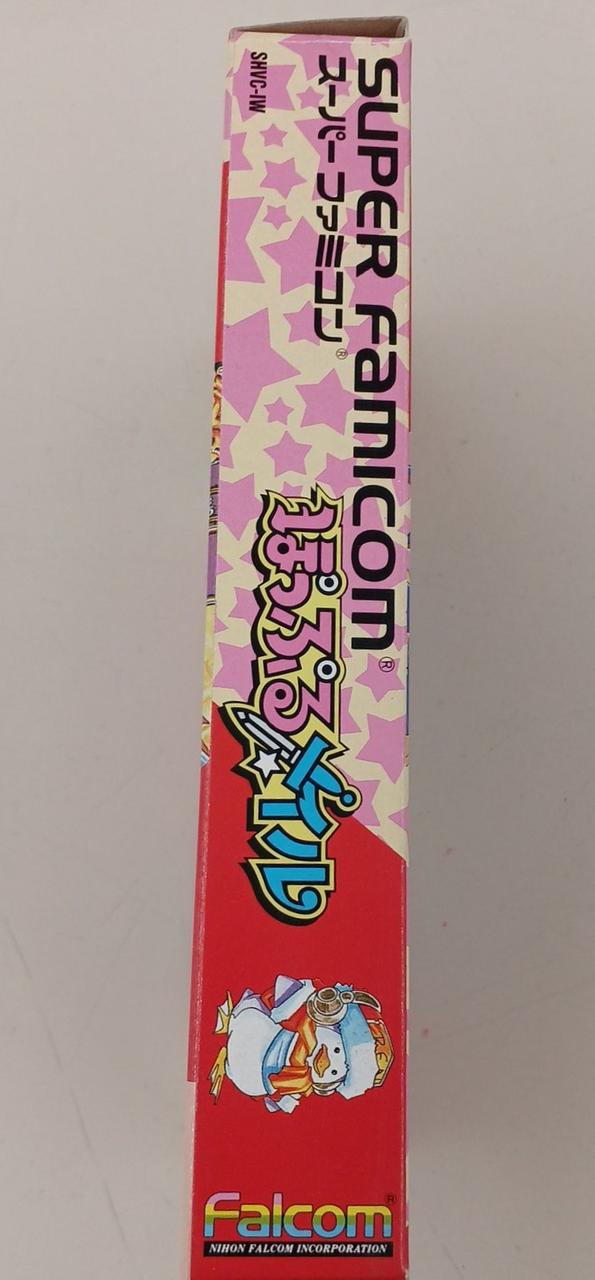 SUPER FAMICOM®
スーパーファミコン®
SHVC-IW
ぽっぷるメイル
Falcom®
NIHON FALCOM INCORPORATION